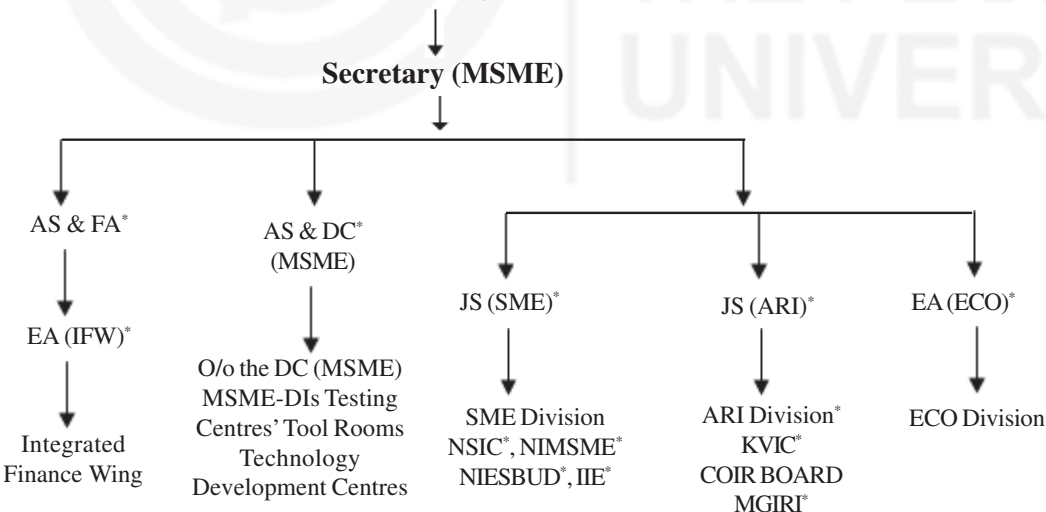 UNIVER
Secretary (MSME)
AS & FA*
AS & DC*
(MSME)
JS (SME)*
JS (ARI)*
EA (ECO)*
EA (IFW)*
O/o the DC (MSME)
MSME-DIs Testing
Centres’ Tool Rooms
Technology
Development Centres
SME Division
NSIC*, NIMSME*
NIESBUD*, IIE*
ARI Division*
KVIC*
COIR BOARD
MGIRI*
ECO Division
Integrated
Finance Wing